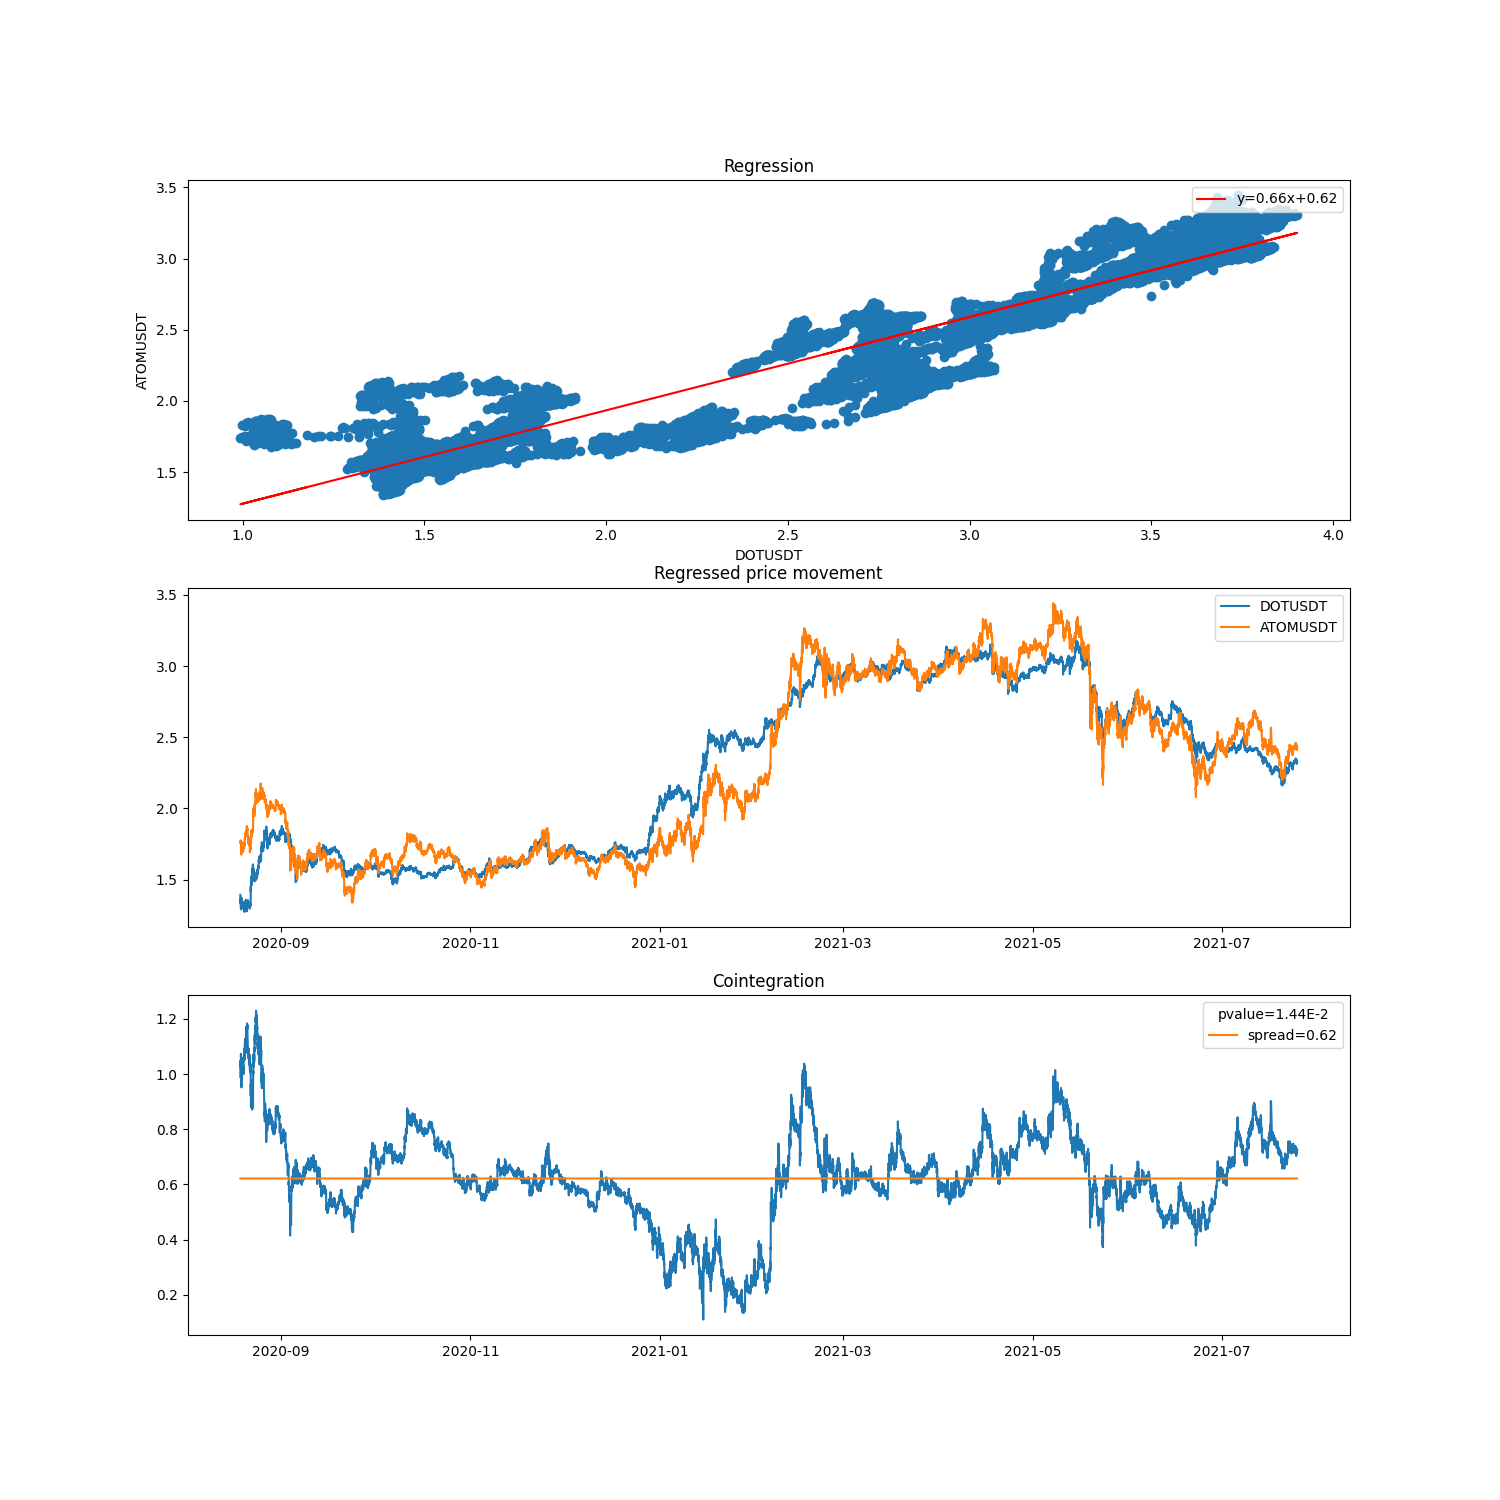 Regression
3.5
3.0
2.5
2.0
1.5
ATOMUSDT
y=0.66x+0.62
1.0 1.5 2.0 2.5 3.0 3.5 4.0
DOTUSDT
Regressed price movement
3.5
3.0
2.5
2.0
1.5
DOTUSDT
ATOMUSDT
2020-09 2020-11 2021-01 2021-03 2021-05 2021-07
Cointegration
1.2
1.0
0.8
0.6
0.4
0.2
pvalue=1.44E-2
spread=0.62
2020-09 2020-11 2021-01 2021-03 2021-05 2021-07